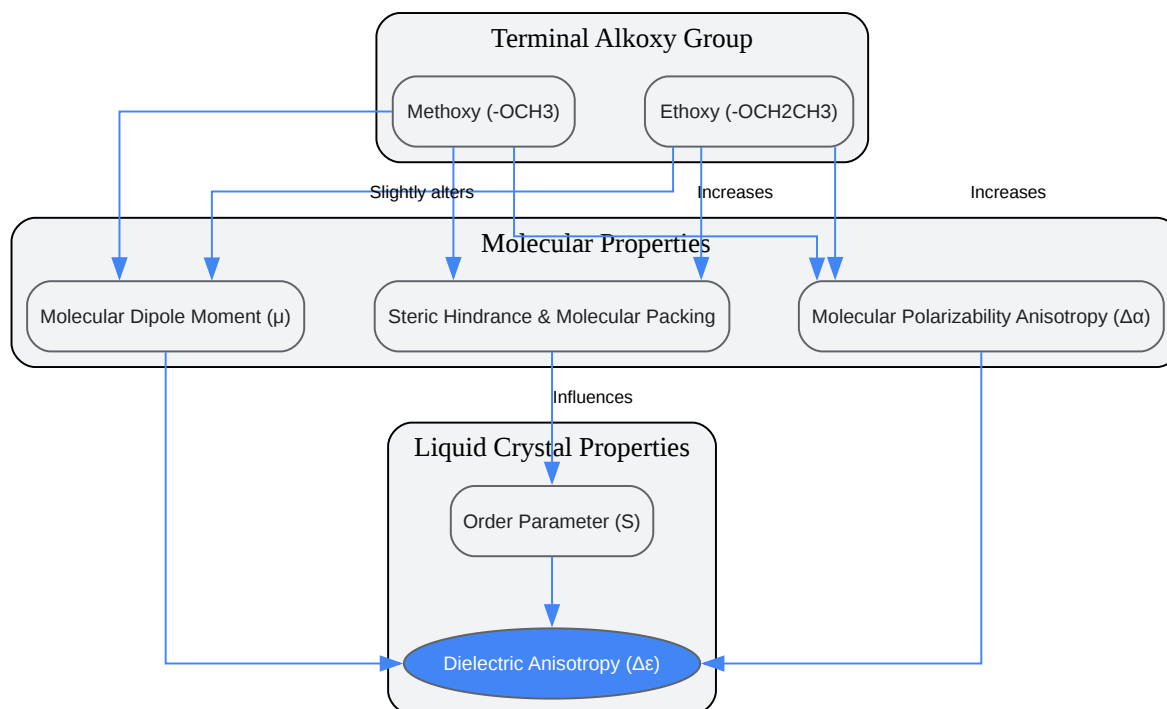 Terminal Alkoxy Group
Methoxy (-OCH3)
Ethoxy (-OCH2CH3)
Slightly alters
Increases
Increases
Molecular Properties
Molecular Dipole Moment (μ)
Steric Hindrance & Molecular Packing
Molecular Polarizability Anisotropy (Δα)
Influences
Liquid Crystal Properties
Order Parameter (S)
Dielectric Anisotropy (Δε)